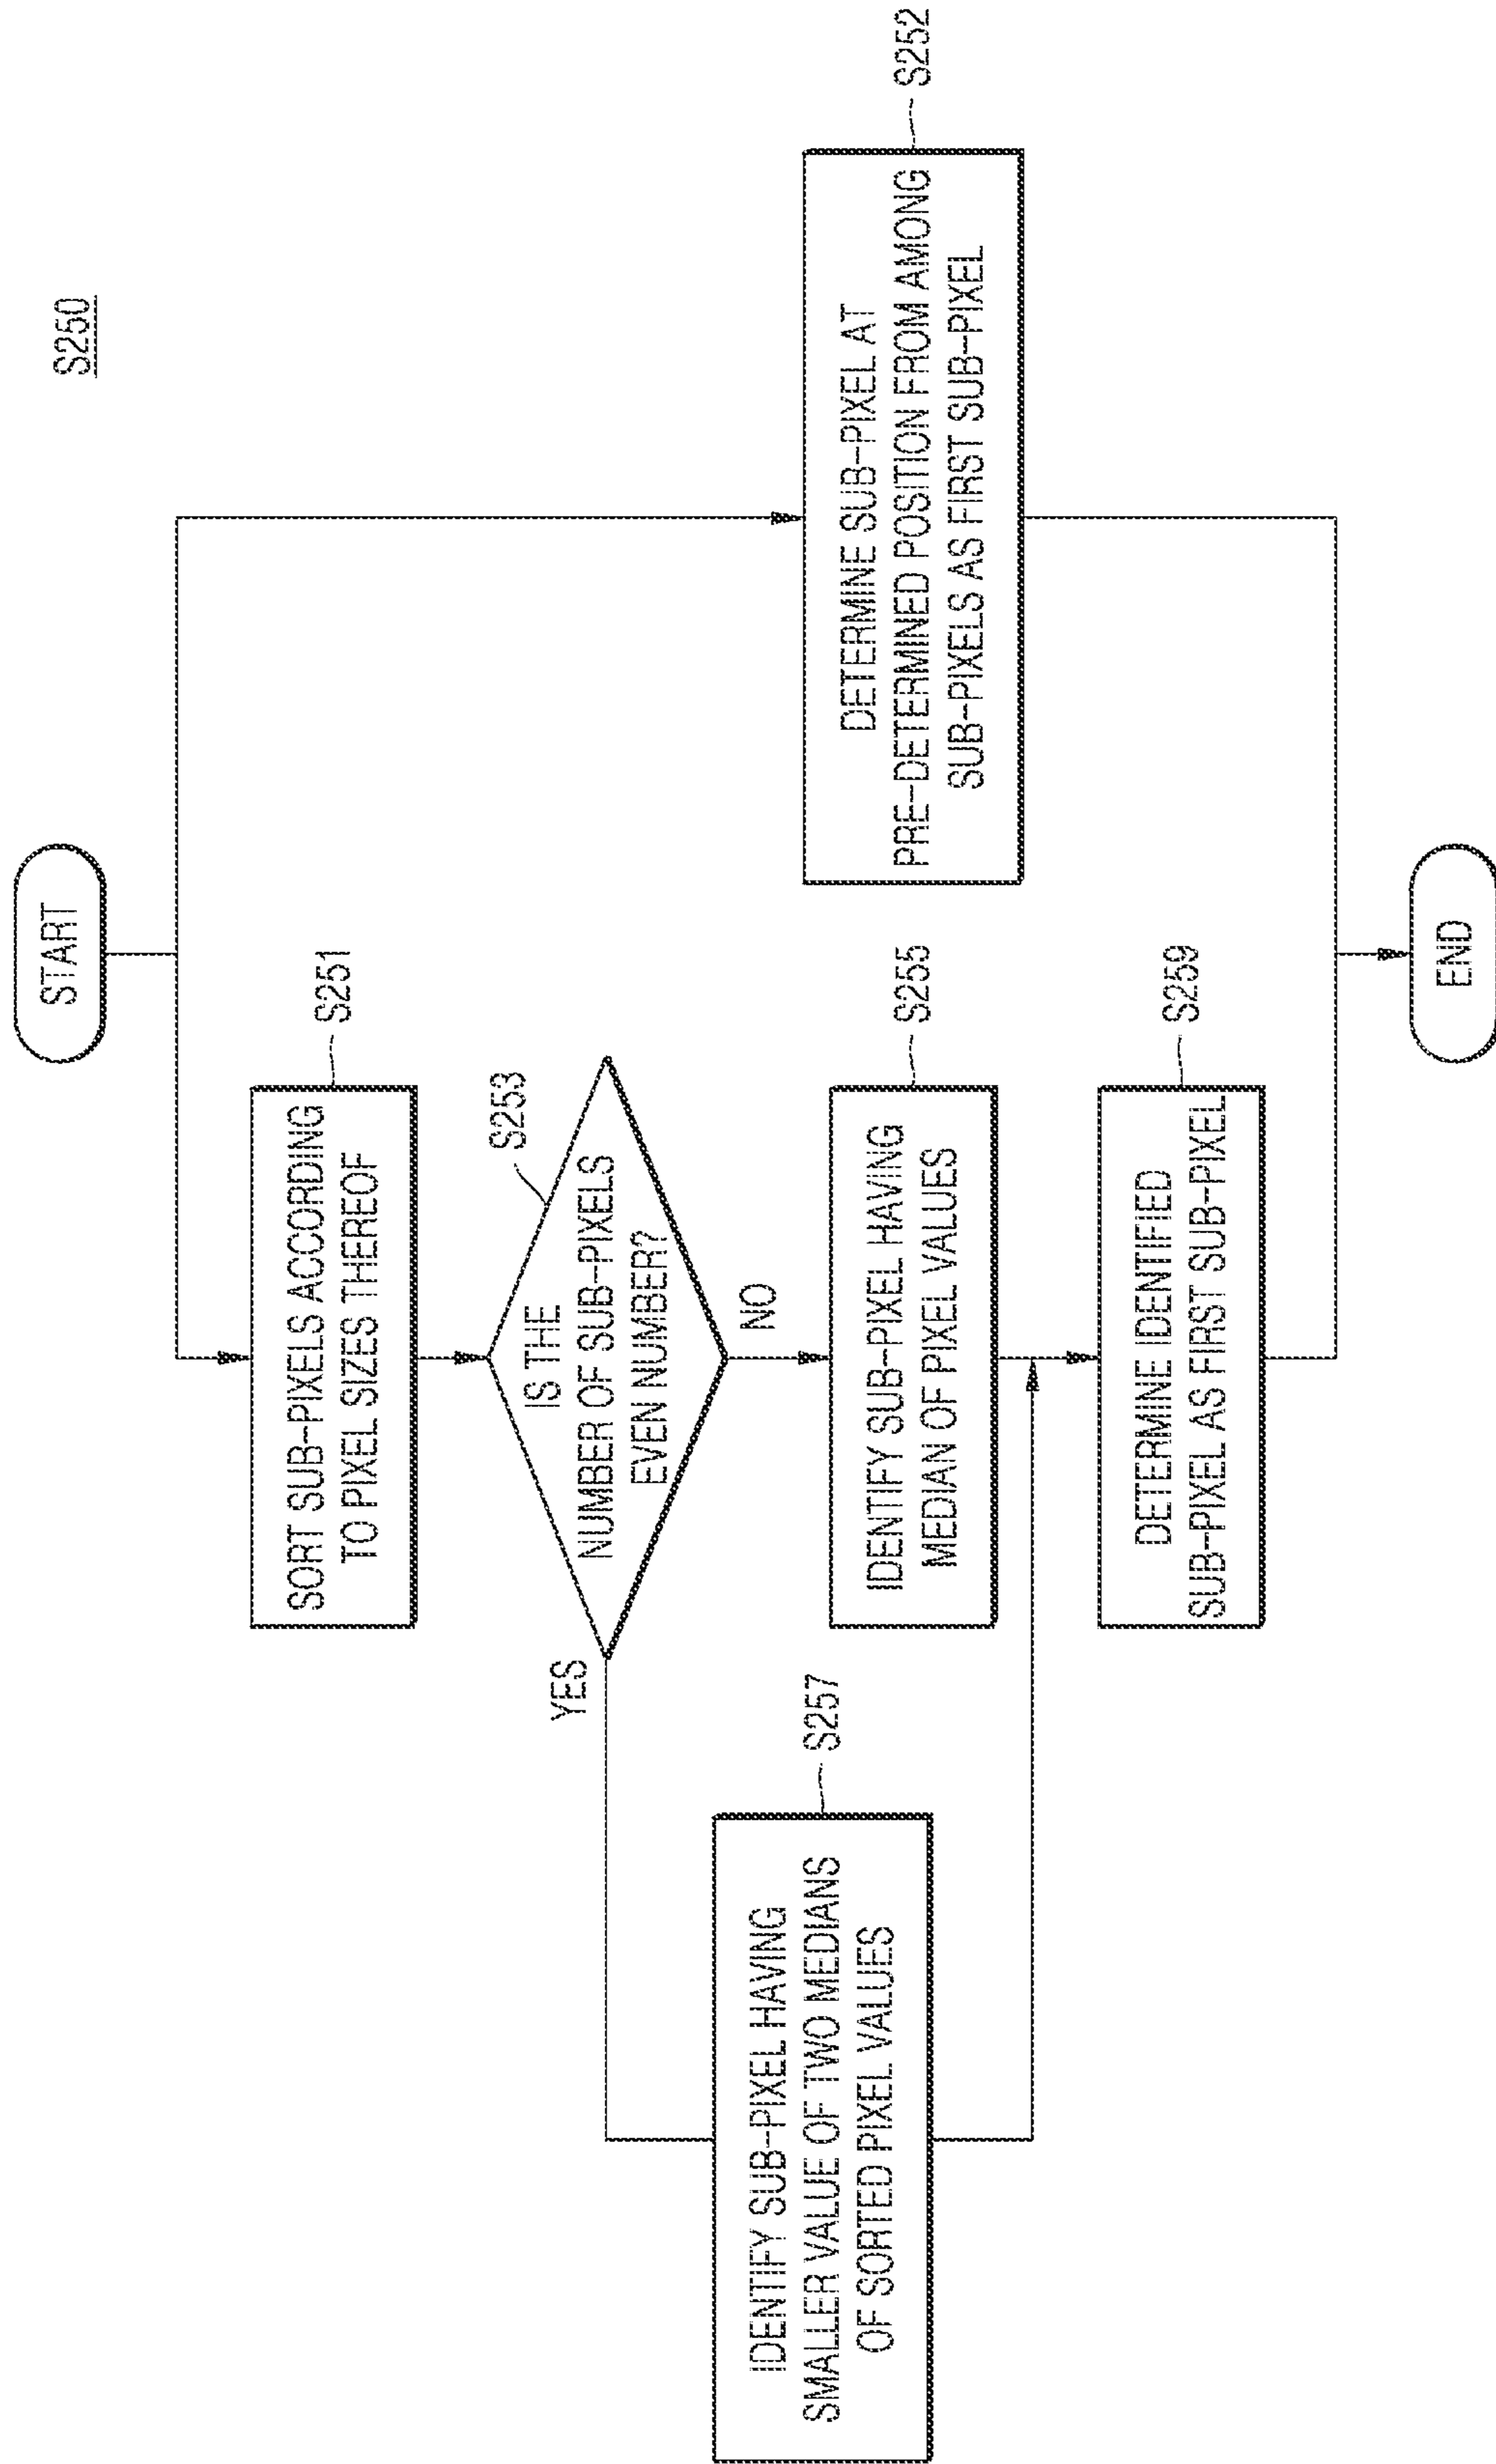 S250
START
SORT SUB-PIXELS ACCORDING
TO PIXEL SIZES THEREOF
S251
IS THE
NUMBER OF SUB-PIXELS
EVEN NUMBER?
S253
YES
NO
IDENTIFY SUB-PIXEL HAVING
SMALLER VALUE OF TWO MEDIANS
OF SORTED PIXEL VALUES
S257
IDENTIFY SUB-PIXEL HAVING
MEDIAN OF PIXEL VALUES
S255
DETERMINE SUB-PIXEL AT
PRE-DETERMINED POSITION FROM AMONG
SUB-PIXELS AS FIRST SUB-PIXEL
S252
DETERMINE IDENTIFIED
SUB-PIXEL AS FIRST SUB-PIXEL
S259
END